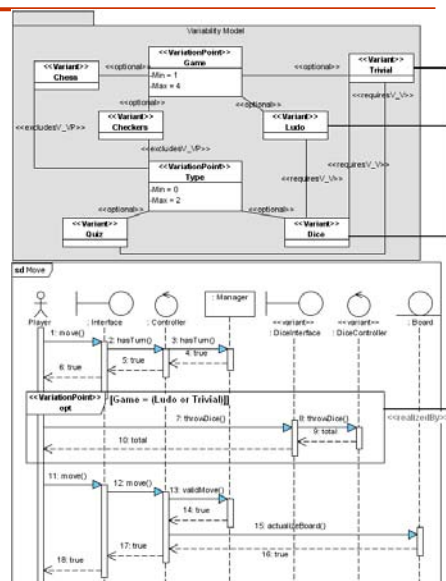 Variability Model
<<Variant>>
Chess
<<optional>>
<<VariationPoint>>
Game
-Min = 1
-Max = 4
<<optional>>
<<Variant>>
Trivial
<<optional>>
<<optional>>
<<requiresV_V>>
<<Variant>>
Checkers
<<Variant>>
Ludo
<<excludesV_VP>>
<<excludesV_VP>>
<<requiresV_V>>
<<VariationPoint>>
Type
-Min = 0
-Max = 2
<<requiresV_V>>
<<optional>>
<<optional>>
<<Variant>>
Quiz
<<Variant>>
Dice
sd Move
Player
: Interface
: Controller
: Manager
<<variant>>
: DiceInterface
<<variant>>
: DiceController
: Board
1: move()
2: hasTurn()
3: hasTurn()
4: true
5: true
6: true
<<VariationPoint>>
opt
[Game = (Ludo or Trivial)]
<<realizedBy>>
7: throwDice()
8: throwDice()
9: total
10: total
11: move()
12: move()
13: validMove()
14: true
15: actualizeBoard()
16: true
17: true
18: true